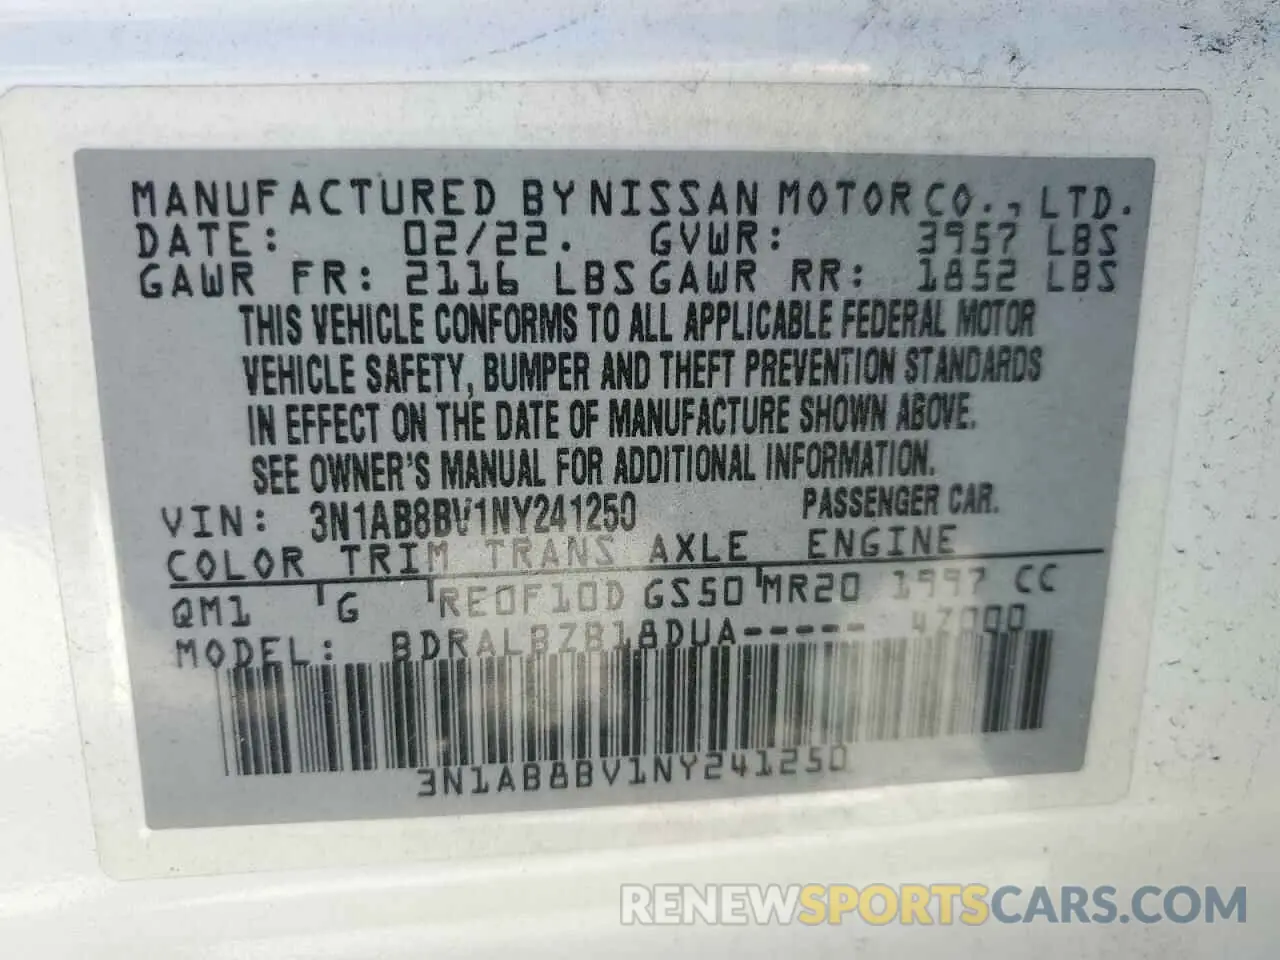 MANUFACTURED BY NISSAN MOTOR CO., LTD.
DATE: 02/22. GVWR: 3957 LBS
GAWR FR: 2116 LBS GAWR RR: 1852 LBS
THIS VEHICLE CONFORMS TO ALL APPLICABLE FEDERAL MOTOR
VEHICLE SAFETY, BUMPER AND THEFT PREVENTION STANDARDS
IN EFFECT ON THE DATE OF MANUFACTURE SHOWN ABOVE.
SEE OWNER'S MANUAL FOR ADDITIONAL INFORMATION.
VIN: 3N1AB8BV1NY241250 PASSENGER CAR.
COLOR TRIM TRANS AXLE ENGINE
QM1 G RE0F10D GS50 MR20 1997 CC
MODEL: BDRALBZB18DUA----- 47000
3N1AB8BV1NY241250
RENEWSPORTSCARS.COM